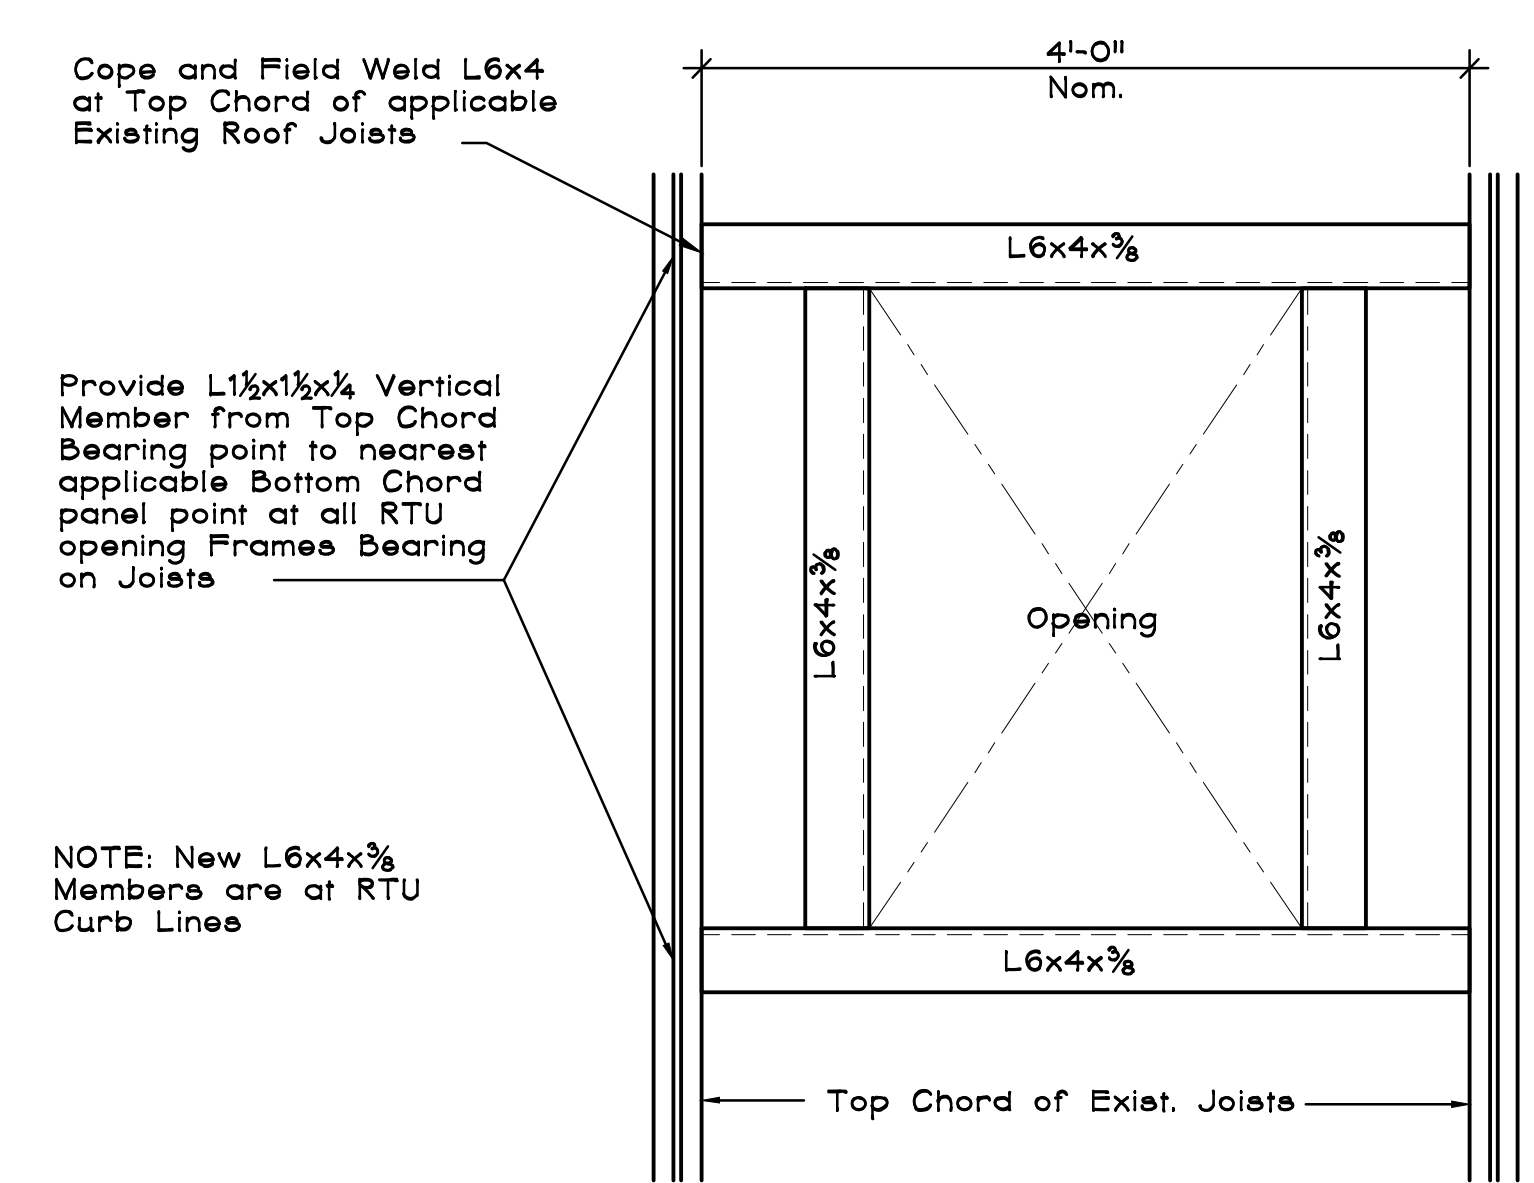 4'-0"
Nom.
Cope and Field Weld L6x4
at Top Chord of applicable
Existing Roof Joists
L6x4x⅜
Provide L1½x1½x¼ Vertical
Member from Top Chord
Bearing point to nearest
applicable Bottom Chord
panel point at all RTU
opening Frames Bearing
on Joists
L6x4x⅜
Opening
L6x4x⅜
NOTE: New L6x4x⅜
Members are at RTU
Curb Lines
L6x4x⅜
Top Chord of Exist. Joists